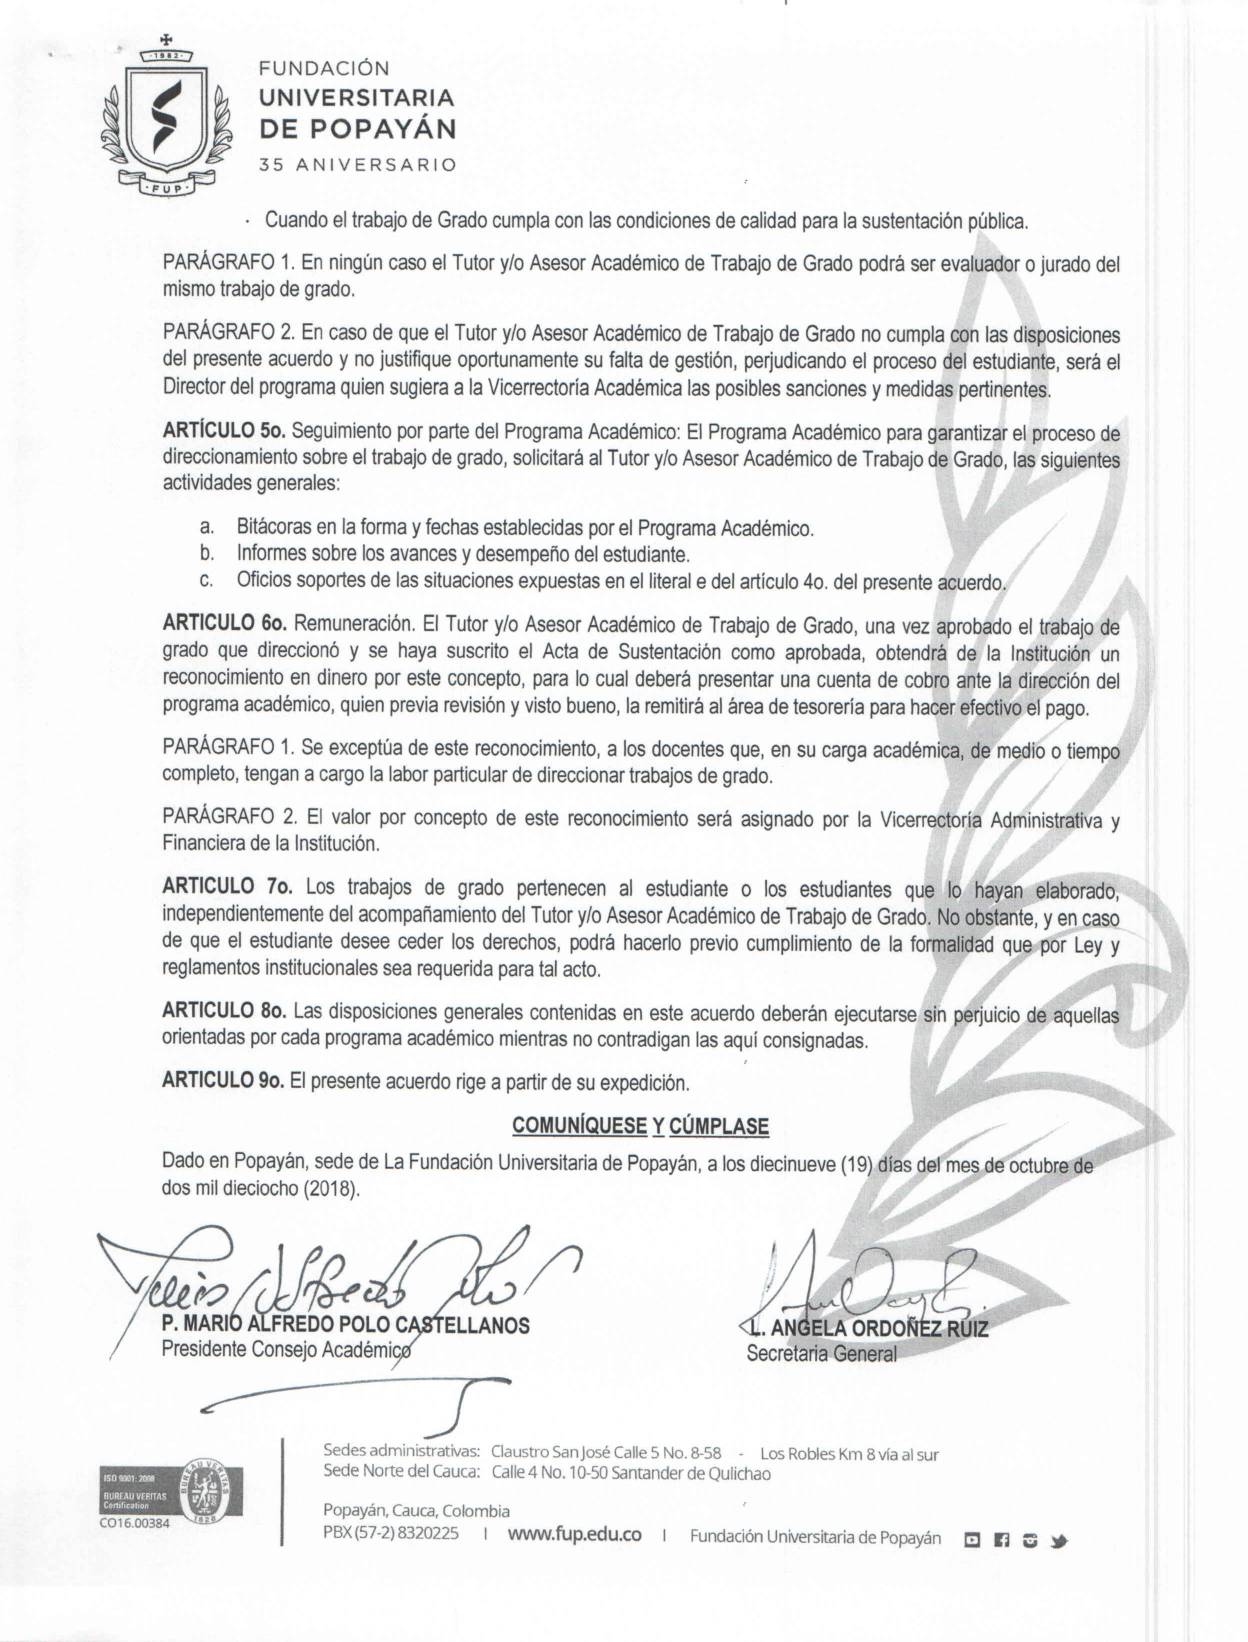 ·1982·
FUNDACIÓN
UNIVERSITARIA
DE POPAYÁN
35 ANIVERSARIO
·FUP·
· Cuando el trabajo de Grado cumpla con las condiciones de calidad para la sustentación pública.
PARÁGRAFO 1. En ningún caso el Tutor y/o Asesor Académico de Trabajo de Grado podrá ser evaluador o jurado del
mismo trabajo de grado.
PARÁGRAFO 2. En caso de que el Tutor y/o Asesor Académico de Trabajo de Grado no cumpla con las disposiciones
del presente acuerdo y no justifique oportunamente su falta de gestión, perjudicando el proceso del estudiante, será el
Director del programa quien sugiera a la Vicerrectoría Académica las posibles sanciones y medidas pertinentes.
ARTÍCULO 5o. Seguimiento por parte del Programa Académico: El Programa Académico para garantizar el proceso de
direccionamiento sobre el trabajo de grado, solicitará al Tutor y/o Asesor Académico de Trabajo de Grado, las siguientes
actividades generales:
a. Bitácoras en la forma y fechas establecidas por el Programa Académico.
b. Informes sobre los avances y desempeño del estudiante.
c. Oficios soportes de las situaciones expuestas en el literal e del artículo 4o. del presente acuerdo.
ARTICULO 6o. Remuneración. El Tutor y/o Asesor Académico de Trabajo de Grado, una vez aprobado el trabajo de
grado que direccionó y se haya suscrito el Acta de Sustentación como aprobada, obtendrá de la Institución un
reconocimiento en dinero por este concepto, para lo cual deberá presentar una cuenta de cobro ante la dirección del
programa académico, quien previa revisión y visto bueno, la remitirá al área de tesorería para hacer efectivo el pago.
PARÁGRAFO 1. Se exceptúa de este reconocimiento, a los docentes que, en su carga académica, de medio o tiempo
completo, tengan a cargo la labor particular de direccionar trabajos de grado.
PARÁGRAFO 2. El valor por concepto de este reconocimiento será asignado por la Vicerrectoría Administrativa y
Financiera de la Institución.
ARTICULO 7o. Los trabajos de grado pertenecen al estudiante o los estudiantes que lo hayan elaborado,
independientemente del acompañamiento del Tutor y/o Asesor Académico de Trabajo de Grado. No obstante, y en caso
de que el estudiante desee ceder los derechos, podrá hacerlo previo cumplimiento de la formalidad que por Ley y
reglamentos institucionales sea requerida para tal acto.
ARTICULO 8o. Las disposiciones generales contenidas en este acuerdo deberán ejecutarse sin perjuicio de aquellas
orientadas por cada programa académico mientras no contradigan las aquí consignadas.
ARTICULO 9o. El presente acuerdo rige a partir de su expedición.
COMUNÍQUESE Y CÚMPLASE
Dado en Popayán, sede de La Fundación Universitaria de Popayán, a los diecinueve (19) días del mes de octubre de
dos mil dieciocho (2018).
P. MARIO ALFREDO POLO CASTELLANOS
Presidente Consejo Académico
L. ANGELA ORDOÑEZ RUIZ
Secretaria General
Sedes administrativas: Claustro San José Calle 5 No. 8-58 - Los Robles Km 8 vía al sur
Sede Norte del Cauca: Calle 4 No. 10-50 Santander de Qulichao
ISO 9001: 2008
BUREAU VERITAS
Certification
BUREAU VERITAS
1828
CO16.00384
Popayán, Cauca, Colombia
PBX (57-2) 8320225 | www.fup.edu.co | Fundación Universitaria de Popayán